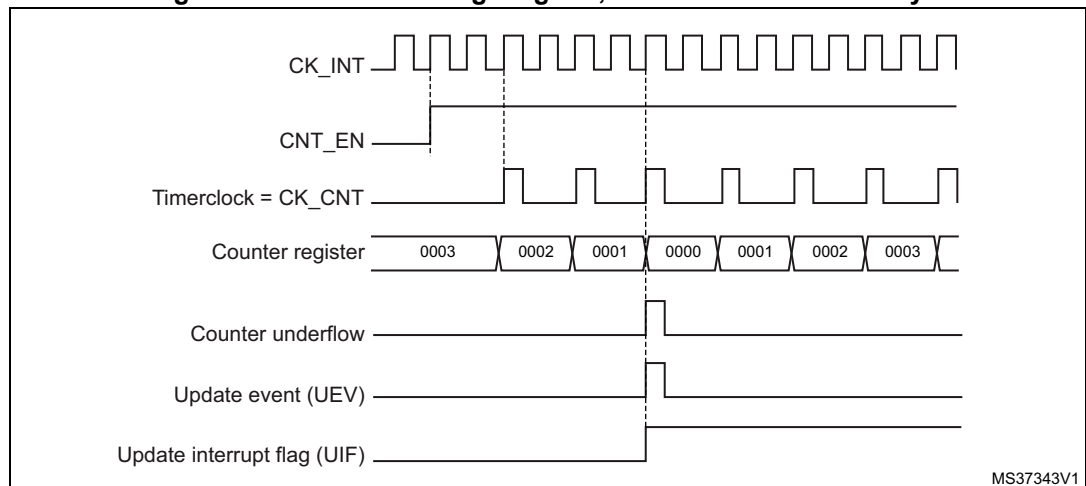 CK_INT
CNT_EN
Timerclock = CK_CNT
Counter register 0003 0002 0001 0000 0001 0002 0003
Counter underflow
Update event (UEV)
Update interrupt flag (UIF)
MS37343V1